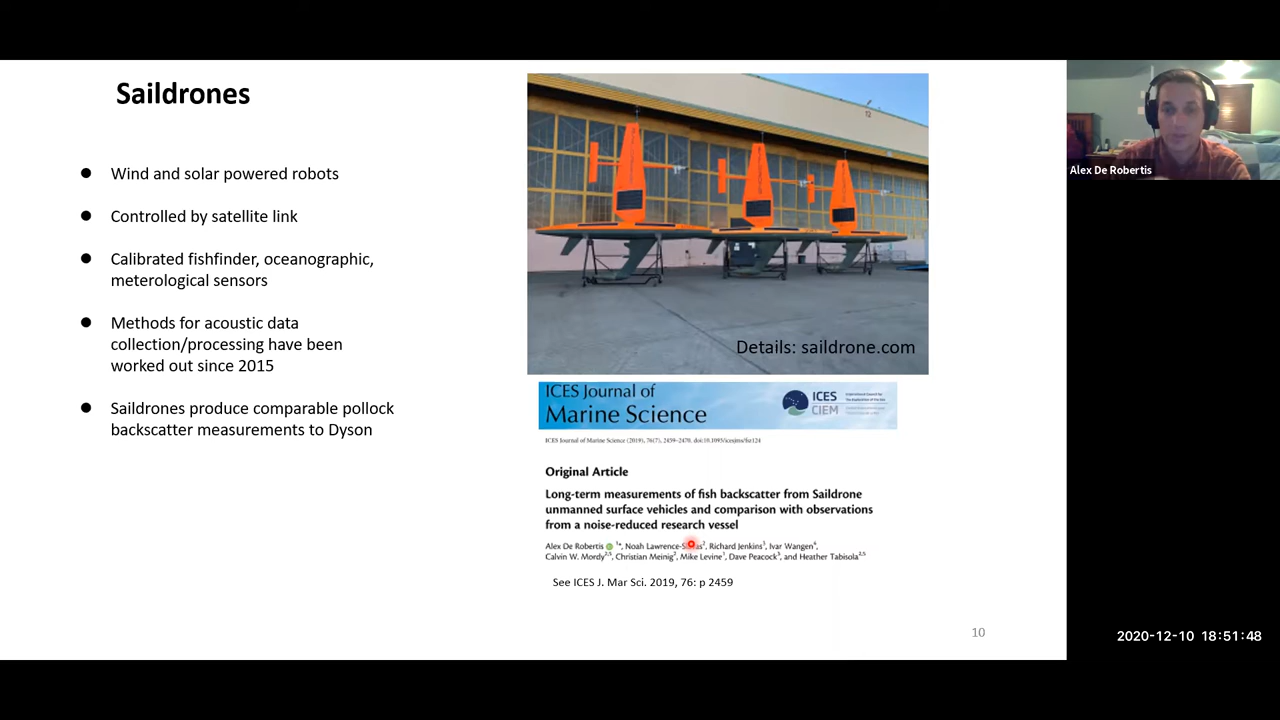 Saildrones
Wind and solar powered robots
Controlled by satellite link
Calibrated fishfinder, oceanographic,
meterological sensors
Methods for acoustic data
collection/processing have been
worked out since 2015
Saildrones produce comparable pollock
backscatter measurements to Dyson
Details: saildrone.com
ICES Journal of
Marine Science
ICES
CIEM
ICES Journal of Marine Science (2019), 76(7), 2459–2470. doi:10.1093/icesjms/fsz124
Original Article
Long-term measurements of fish backscatter from Saildrone
unmanned surface vehicles and comparison with observations
from a noise-reduced research vessel
Alex De Robertis 1*, Noah Lawrence- 2, Richard Jenkins3, Ivar Wangen4,
Calvin W. Mordy2,5, Christian Meinig2, Mike Levine1, Dave Peacock3, and Heather Tabisola2,5
See ICES J. Mar Sci. 2019, 76: p 2459
10
Alex De Robertis
2020-12-10 18:51:48